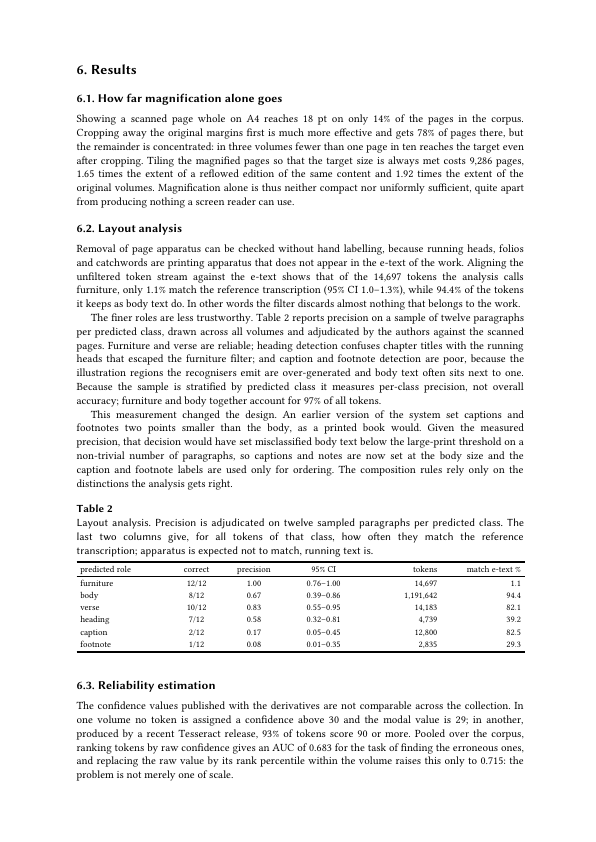 6. Results
6.1. How far magnification alone goes
Showing a scanned page whole on A4 reaches 18 pt on only 14% of the pages in the corpus.
Cropping away the original margins first is much more effective and gets 78% of pages there, but
the remainder is concentrated: in three volumes fewer than one page in ten reaches the target even
after cropping. Tiling the magnified pages so that the target size is always met costs 9,286 pages,
1.65 times the extent of a reflowed edition of the same content and 1.92 times the extent of the
original volumes. Magnification alone is thus neither compact nor uniformly sufficient, quite apart
from producing nothing a screen reader can use.
6.2. Layout analysis
Removal of page apparatus can be checked without hand labelling, because running heads, folios
and catchwords are printing apparatus that does not appear in the e-text of the work. Aligning the
unfiltered token stream against the e-text shows that of the 14,697 tokens the analysis calls
furniture, only 1.1% match the reference transcription (95% CI 1.0–1.3%), while 94.4% of the tokens
it keeps as body text do. In other words the filter discards almost nothing that belongs to the work.
The finer roles are less trustworthy. Table 2 reports precision on a sample of twelve paragraphs
per predicted class, drawn across all volumes and adjudicated by the authors against the scanned
pages. Furniture and verse are reliable; heading detection confuses chapter titles with the running
heads that escaped the furniture filter; and caption and footnote detection are poor, because the
illustration regions the recognisers emit are over-generated and body text often sits next to one.
Because the sample is stratified by predicted class it measures per-class precision, not overall
accuracy; furniture and body together account for 97% of all tokens.
This measurement changed the design. An earlier version of the system set captions and
footnotes two points smaller than the body, as a printed book would. Given the measured
precision, that decision would have set misclassified body text below the large-print threshold on a
non-trivial number of paragraphs, so captions and notes are now set at the body size and the
caption and footnote labels are used only for ordering. The composition rules rely only on the
distinctions the analysis gets right.
Table 2
Layout analysis. Precision is adjudicated on twelve sampled paragraphs per predicted class. The
last two columns give, for all tokens of that class, how often they match the reference
transcription; apparatus is expected not to match, running text is.
predicted role correct precision 95% CI tokens match e-text %
furniture 12/12 1.00 0.76–1.00 14,697 1.1
body 8/12 0.67 0.39–0.86 1,191,642 94.4
verse 10/12 0.83 0.55–0.95 14,183 82.1
heading 7/12 0.58 0.32–0.81 4,739 39.2
caption 2/12 0.17 0.05–0.45 12,800 82.5
footnote 1/12 0.08 0.01–0.35 2,835 29.3
6.3. Reliability estimation
The confidence values published with the derivatives are not comparable across the collection. In
one volume no token is assigned a confidence above 30 and the modal value is 29; in another,
produced by a recent Tesseract release, 93% of tokens score 90 or more. Pooled over the corpus,
ranking tokens by raw confidence gives an AUC of 0.683 for the task of finding the erroneous ones,
and replacing the raw value by its rank percentile within the volume raises this only to 0.715: the
problem is not merely one of scale.